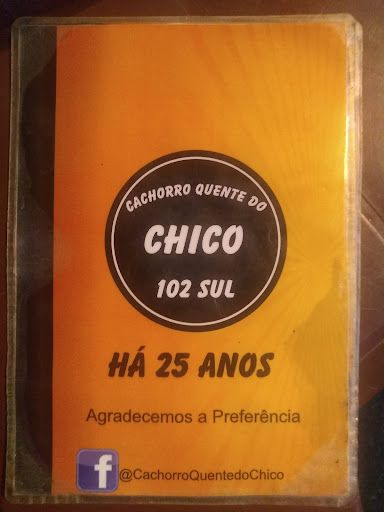 CACHORRO QUENTE DO
CHICO
102 SUL
HÁ 25 ANOS
Agradecemos a Preferência
f @CachorroQuentedoChico